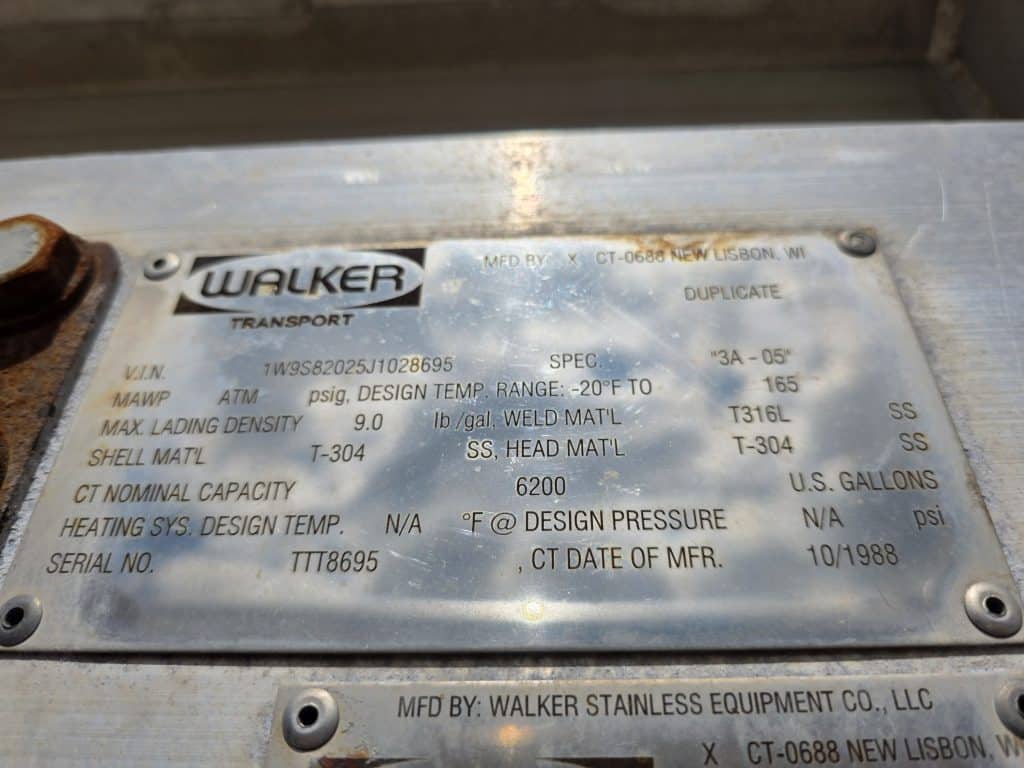 WALKER
TRANSPORT
MFD BY X CT-0688 NEW LISBON, WI
DUPLICATE
V.I.N. 1W9S82025J1028695 SPEC. "3A - 05"
MAWP ATM psig, DESIGN TEMP. RANGE: -20°F TO 165
MAX. LADING DENSITY 9.0 lb /gal, WELD MAT'L T316L SS
SHELL MAT'L T-304 SS, HEAD MAT'L T-304 SS
CT NOMINAL CAPACITY 6200 U.S. GALLONS
HEATING SYS. DESIGN TEMP. N/A °F @ DESIGN PRESSURE N/A psi
SERIAL NO. TTT8695 , CT DATE OF MFR. 10/1988
MFD BY: WALKER STAINLESS EQUIPMENT CO., LLC
X CT-0688 NEW LISBON, W